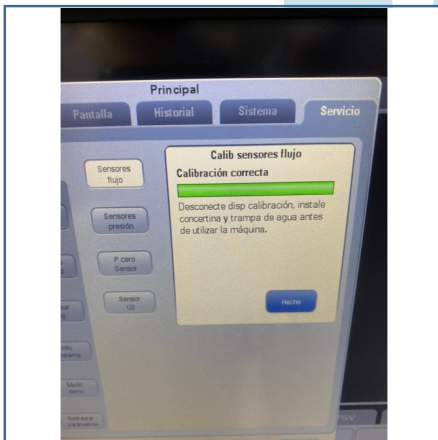 Principal
Pantalla
Historial
Sistema
Servicio
Sensores
flujo
Sensores
presión
P cero
Sensor
Sensor
O2
Calib sensores flujo
Calibración correcta
Desconecte disp calibración, instale
concertina y trampa de agua antes
de utilizar la máquina.
Hecho